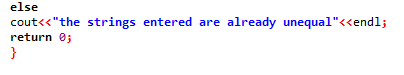 else
cout<<"the strings entered are already unequal"<<endl;
return 0;
}